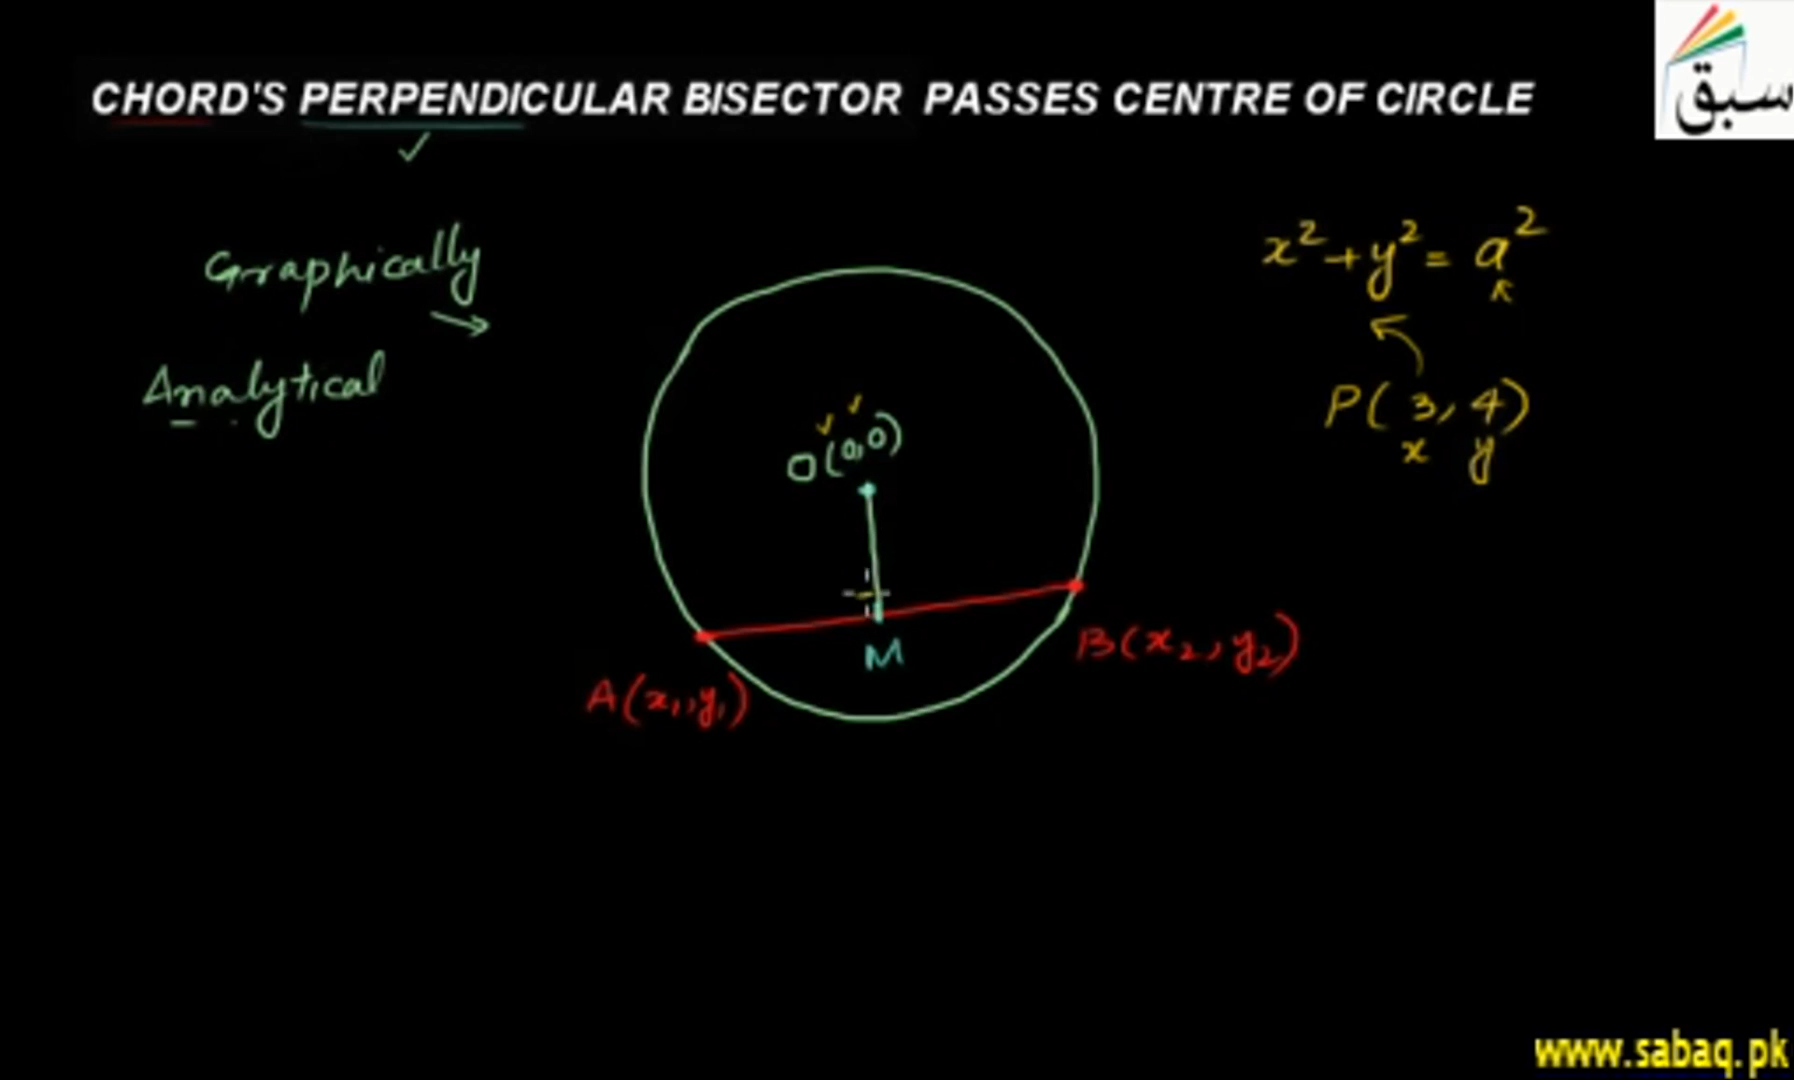 CHORD'S PERPENDICULAR BISECTOR PASSES CENTRE OF CIRCLE
سبق
Graphically
Analytical
x² + y² = a²
P(3, 4)
x y
O(0,0)
M
A(x₁, y₁)
B(x₂, y₂)
www.sabaq.pk